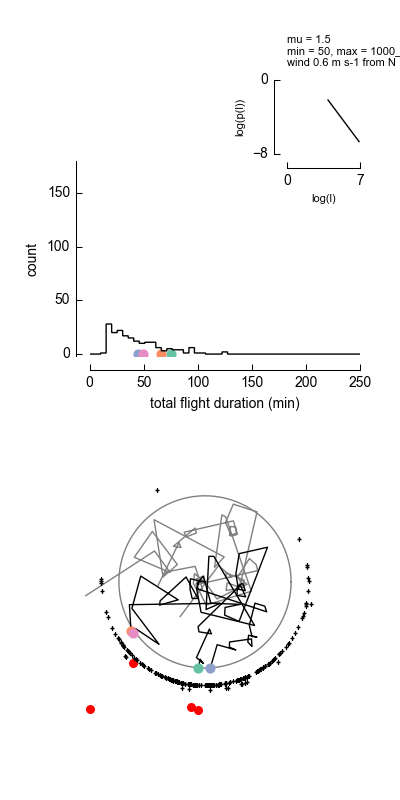 mu = 1.5
min = 50, max = 1000_
wind 0.6 m s-1 from N
0
log(p(l))
−8
0
7
log(l)
150
100
50
0
count
0
50
100
150
200
250
total flight duration (min)